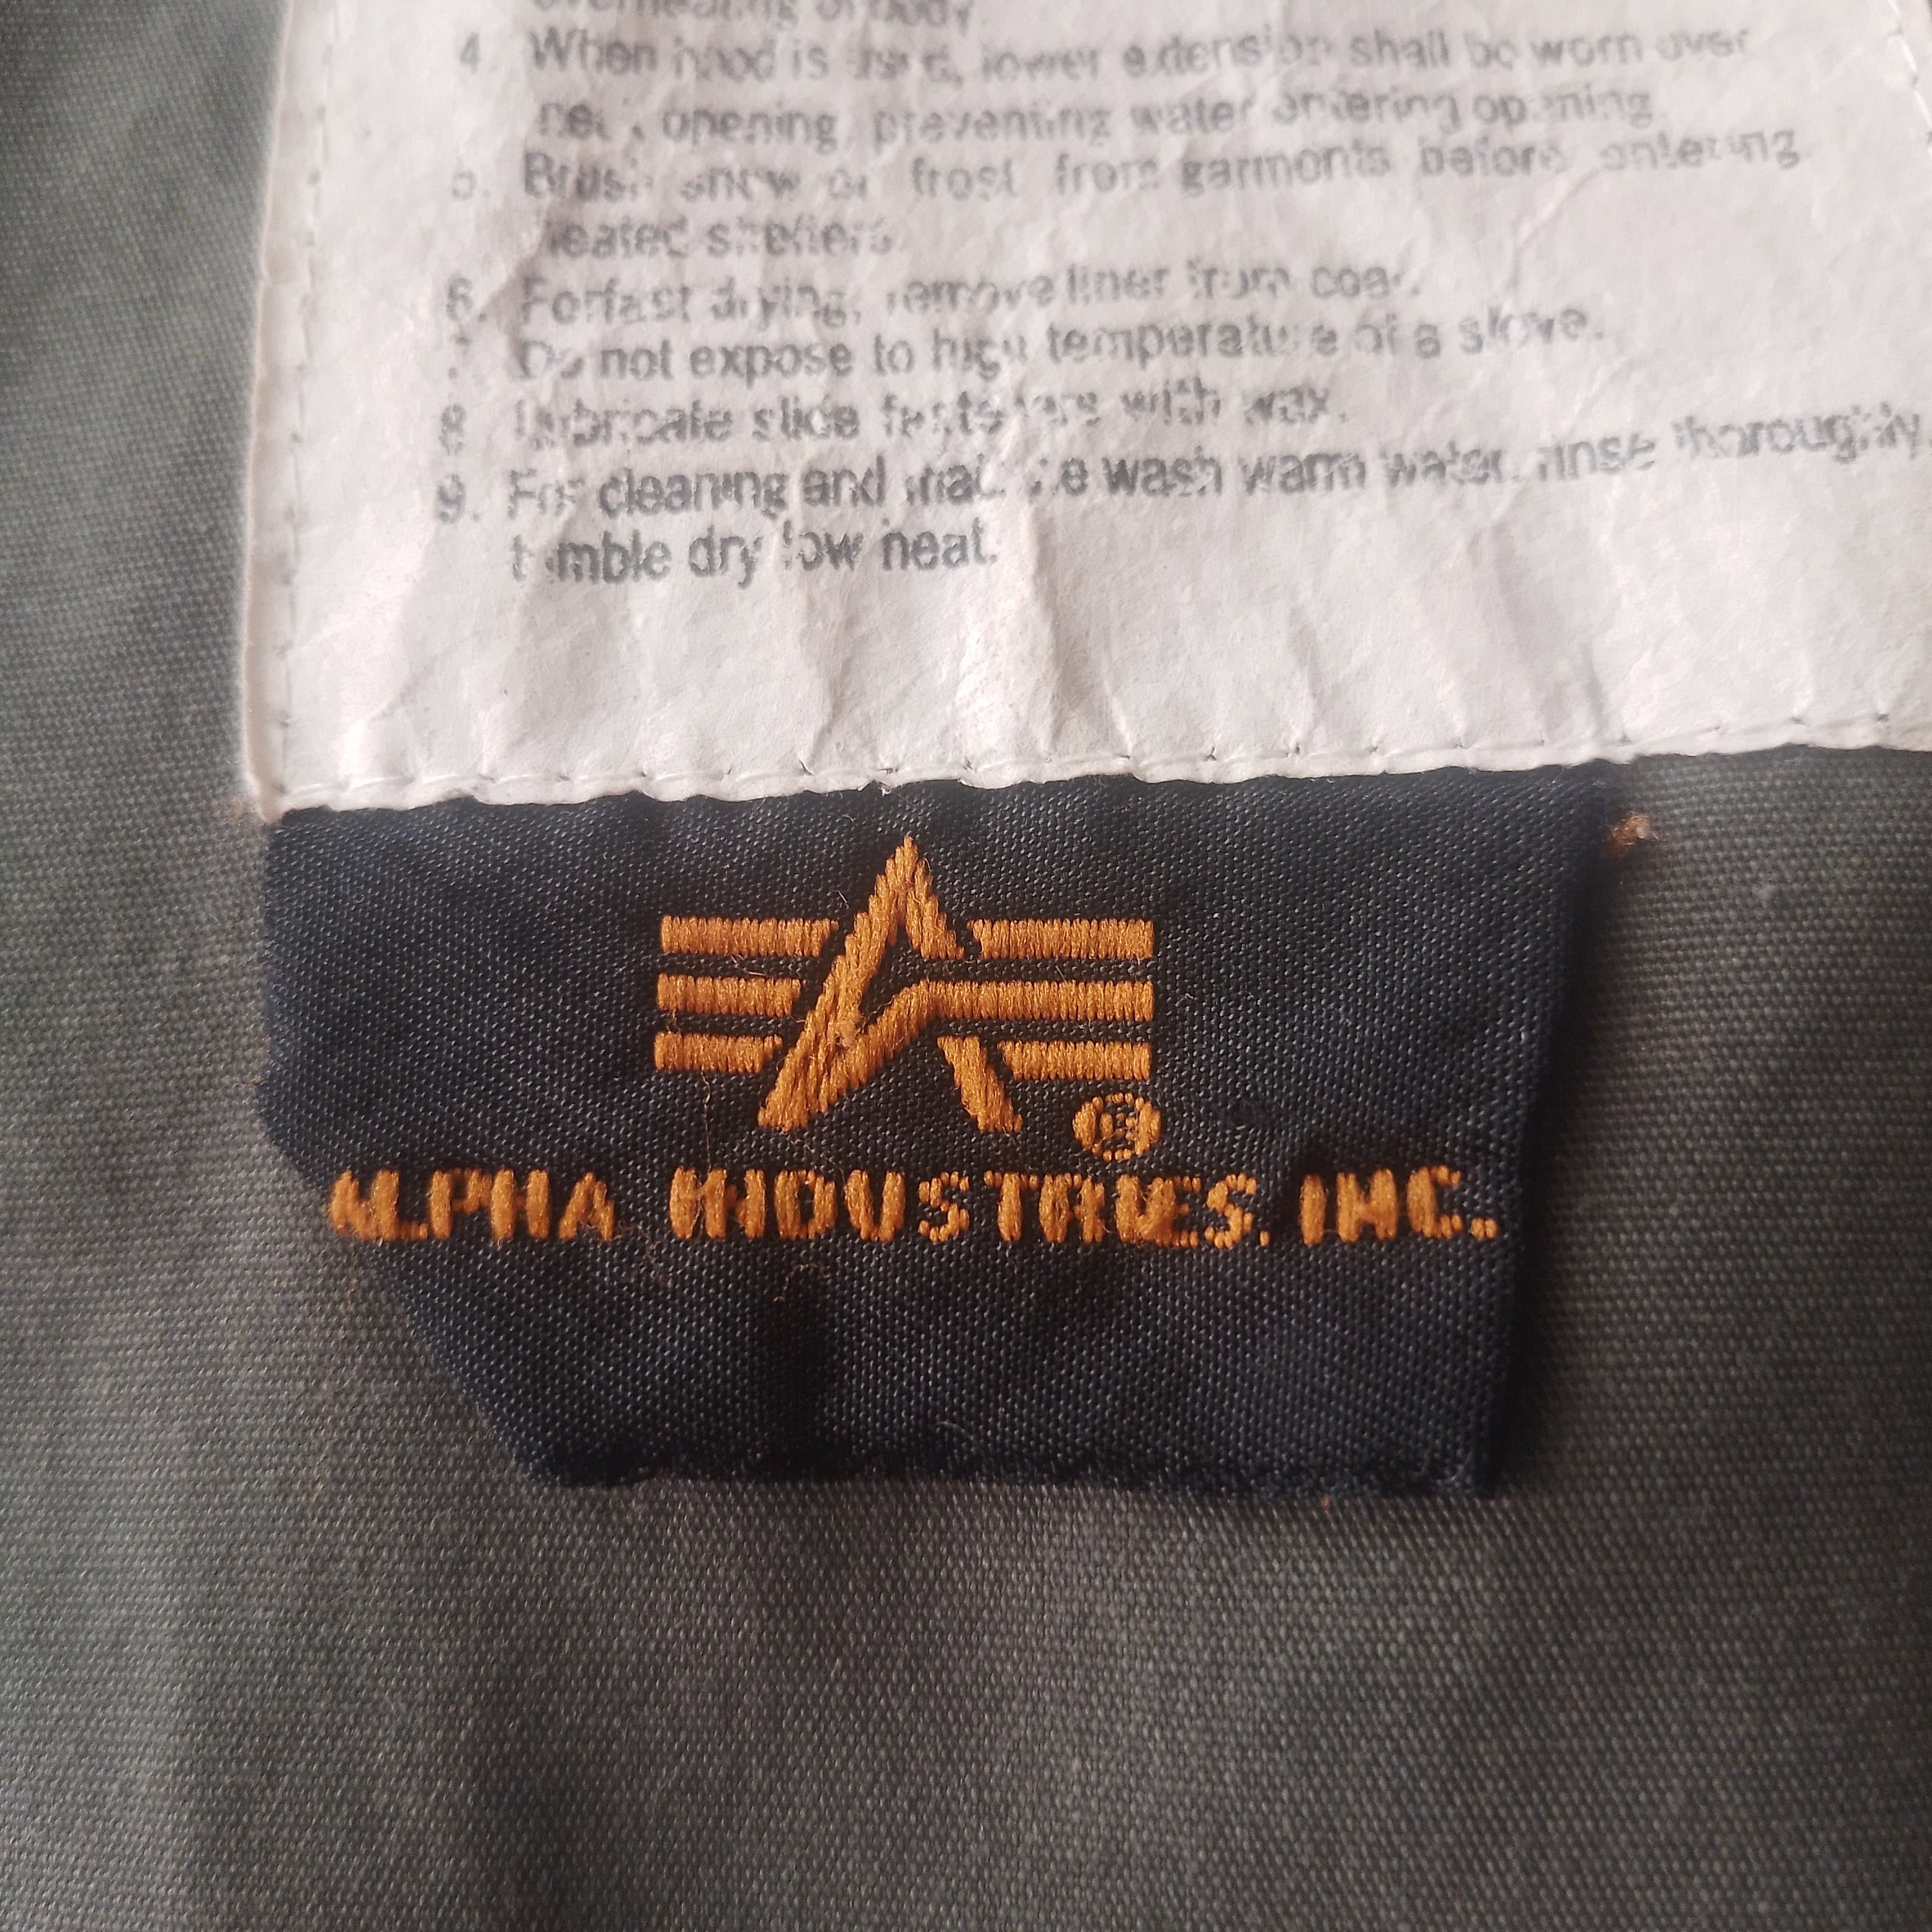 overheating of body
4. When hood is used, lower extension shall be worn over
neck opening, preventing water entering opening.
5. Brush snow or frost from garments before entering
heated shelters.
6. For fast drying, remove liner from coat.
7. Do not expose to high temperature of a stove.
8. Lubricate slide fasteners with wax.
9. For cleaning and machine wash warm water, rinse thoroughly
tumble dry low heat.
®
ALPHA INDUSTRIES. INC.